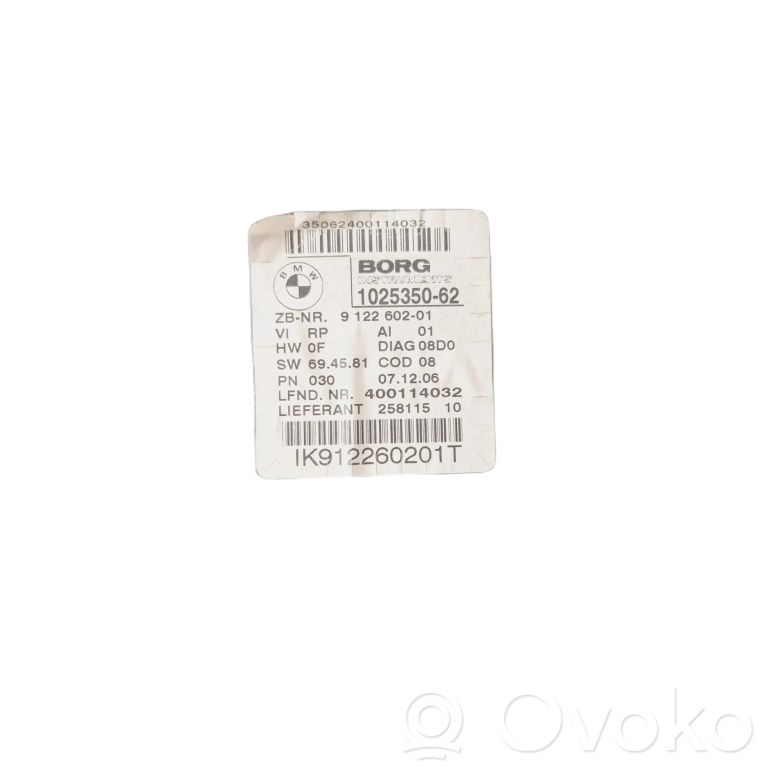 35062400114032
BMW
BORG
INSTRUMENTS
1025350-62
ZB-NR. 9 122 602-01
VI RP AI 01
HW 0F DIAG 08D0
SW 69.45.81 COD 08
PN 030 07.12.06
LFND. NR. 400114032
LIEFERANT 258115 10
IK912260201T
Ovoko